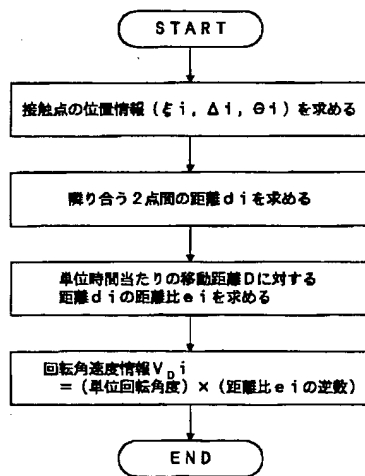 START
接触点の位置情報（ξi，Δi，Θi）を求める
隣り合う2点間の距離diを求める
単位時間当たりの移動距離Dに対する
距離diの距離比eiを求める
回転角速度情報V_D i
＝（単位回転角度）×（距離比eiの逆数）
END